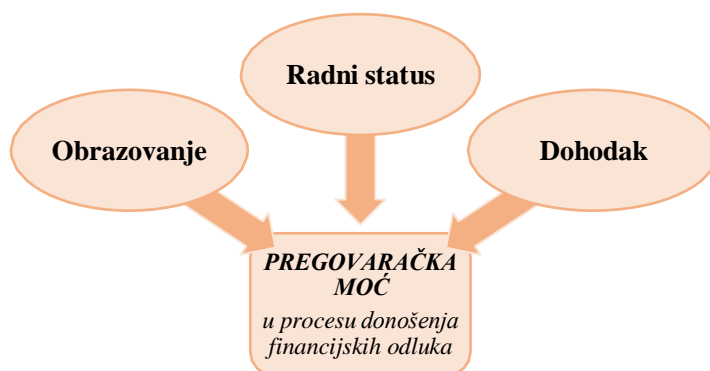 Radni status
Obrazovanje
Dohodak
PREGOVARAČKA
MOĆ
u procesu donošenja
financijskih odluka